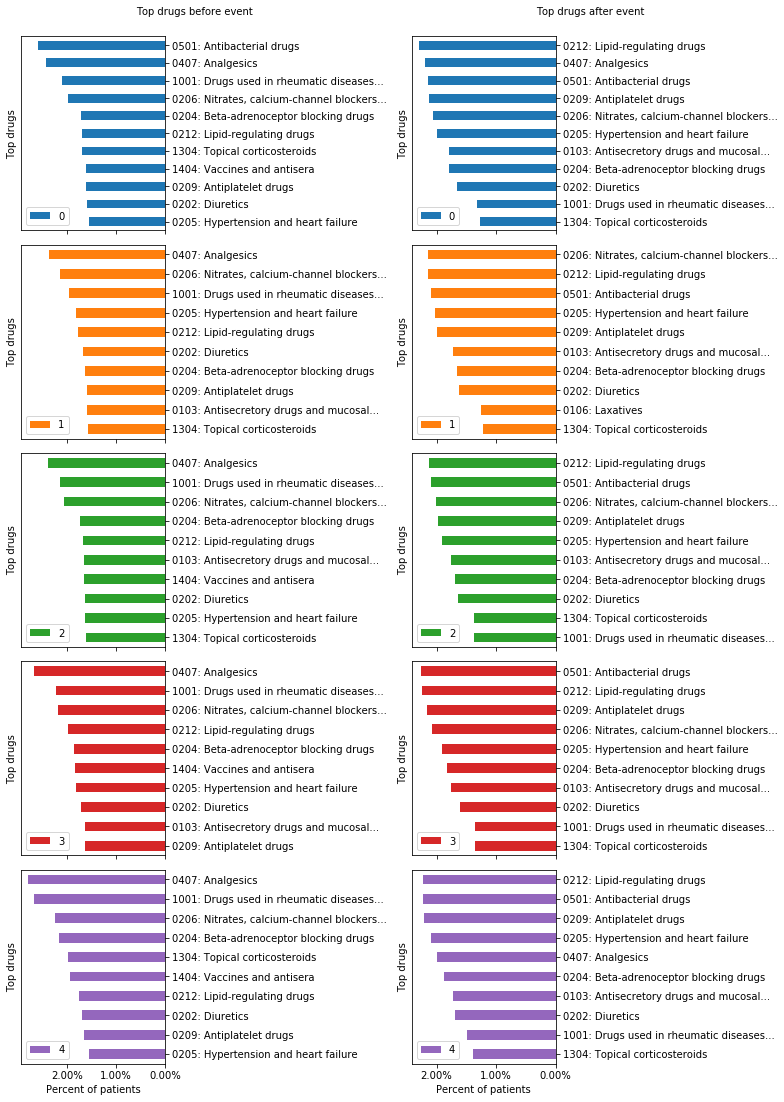 Top drugs before event
Top drugs
0501: Antibacterial drugs
0407: Analgesics
1001: Drugs used in rheumatic diseases...
0206: Nitrates, calcium-channel blockers...
0204: Beta-adrenoceptor blocking drugs
0212: Lipid-regulating drugs
1304: Topical corticosteroids
1404: Vaccines and antisera
0209: Antiplatelet drugs
0202: Diuretics
0205: Hypertension and heart failure
0
Top drugs
0407: Analgesics
0206: Nitrates, calcium-channel blockers...
1001: Drugs used in rheumatic diseases...
0205: Hypertension and heart failure
0212: Lipid-regulating drugs
0202: Diuretics
0204: Beta-adrenoceptor blocking drugs
0209: Antiplatelet drugs
0103: Antisecretory drugs and mucosal...
1304: Topical corticosteroids
1
Top drugs
0407: Analgesics
1001: Drugs used in rheumatic diseases...
0206: Nitrates, calcium-channel blockers...
0204: Beta-adrenoceptor blocking drugs
0212: Lipid-regulating drugs
0103: Antisecretory drugs and mucosal...
1404: Vaccines and antisera
0202: Diuretics
0205: Hypertension and heart failure
1304: Topical corticosteroids
2
Top drugs
0407: Analgesics
1001: Drugs used in rheumatic diseases...
0206: Nitrates, calcium-channel blockers...
0212: Lipid-regulating drugs
0204: Beta-adrenoceptor blocking drugs
1404: Vaccines and antisera
0205: Hypertension and heart failure
0202: Diuretics
0103: Antisecretory drugs and mucosal...
0209: Antiplatelet drugs
3
Top drugs
0407: Analgesics
1001: Drugs used in rheumatic diseases...
0206: Nitrates, calcium-channel blockers...
0204: Beta-adrenoceptor blocking drugs
1304: Topical corticosteroids
1404: Vaccines and antisera
0212: Lipid-regulating drugs
0202: Diuretics
0209: Antiplatelet drugs
0205: Hypertension and heart failure
4
2.00% 1.00% 0.00%
Percent of patients
Top drugs after event
Top drugs
0212: Lipid-regulating drugs
0407: Analgesics
0501: Antibacterial drugs
0209: Antiplatelet drugs
0206: Nitrates, calcium-channel blockers...
0205: Hypertension and heart failure
0103: Antisecretory drugs and mucosal...
0204: Beta-adrenoceptor blocking drugs
0202: Diuretics
1001: Drugs used in rheumatic diseases...
1304: Topical corticosteroids
0
Top drugs
0206: Nitrates, calcium-channel blockers...
0212: Lipid-regulating drugs
0501: Antibacterial drugs
0205: Hypertension and heart failure
0209: Antiplatelet drugs
0103: Antisecretory drugs and mucosal...
0204: Beta-adrenoceptor blocking drugs
0202: Diuretics
0106: Laxatives
1304: Topical corticosteroids
1
Top drugs
0212: Lipid-regulating drugs
0501: Antibacterial drugs
0206: Nitrates, calcium-channel blockers...
0209: Antiplatelet drugs
0205: Hypertension and heart failure
0103: Antisecretory drugs and mucosal...
0204: Beta-adrenoceptor blocking drugs
0202: Diuretics
1304: Topical corticosteroids
1001: Drugs used in rheumatic diseases...
2
Top drugs
0501: Antibacterial drugs
0212: Lipid-regulating drugs
0209: Antiplatelet drugs
0206: Nitrates, calcium-channel blockers...
0205: Hypertension and heart failure
0204: Beta-adrenoceptor blocking drugs
0103: Antisecretory drugs and mucosal...
0202: Diuretics
1001: Drugs used in rheumatic diseases...
1304: Topical corticosteroids
3
Top drugs
0212: Lipid-regulating drugs
0501: Antibacterial drugs
0209: Antiplatelet drugs
0205: Hypertension and heart failure
0407: Analgesics
0204: Beta-adrenoceptor blocking drugs
0103: Antisecretory drugs and mucosal...
0202: Diuretics
1001: Drugs used in rheumatic diseases...
1304: Topical corticosteroids
4
2.00% 1.00% 0.00%
Percent of patients